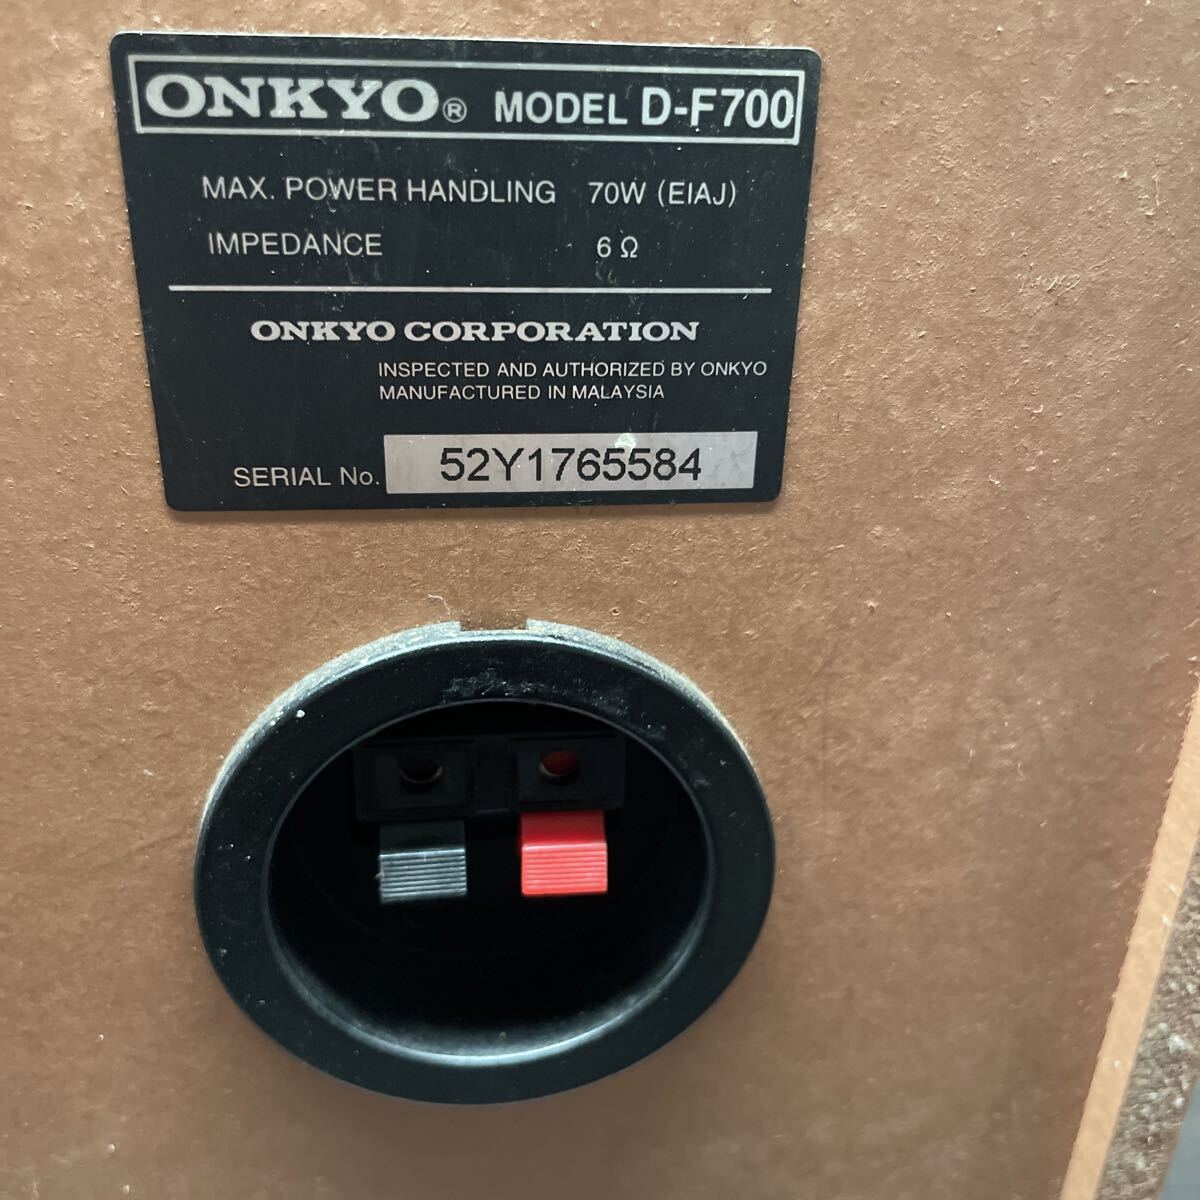 ONKYO® MODEL D-F700
MAX. POWER HANDLING 70W (EIAJ)
IMPEDANCE 6 Ω
ONKYO CORPORATION
INSPECTED AND AUTHORIZED BY ONKYO
MANUFACTURED IN MALAYSIA
SERIAL No. 52Y1765584